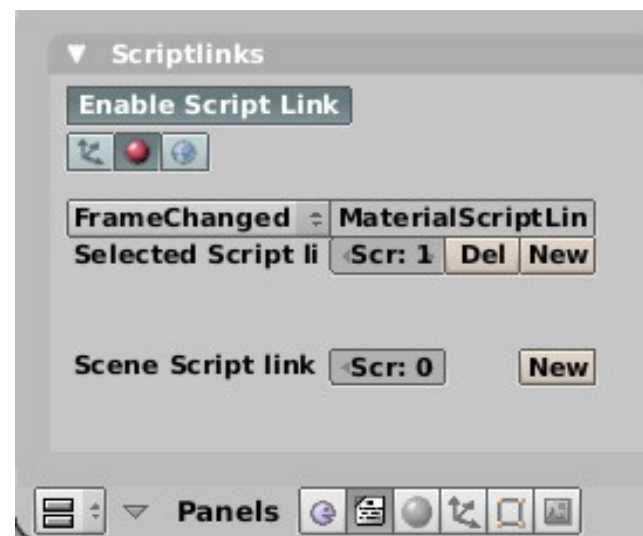 Scriptlinks
Enable Script Link
FrameChanged MaterialScriptLin
Selected Script li Scr: 1 Del New
Scene Script link Scr: 0 New
Panels